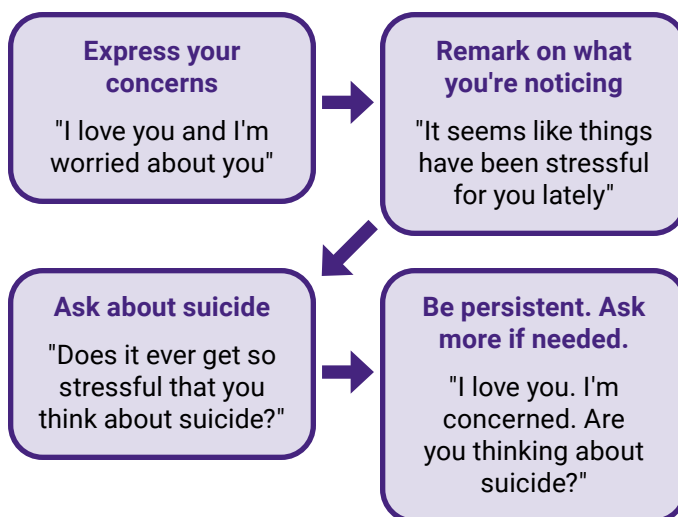 Express your
concerns
"I love you and I'm
worried about you"
Remark on what
you're noticing
"It seems like things
have been stressful
for you lately"
Ask about suicide
"Does it ever get so
stressful that you
think about suicide?"
Be persistent. Ask
more if needed.
"I love you. I'm
concerned. Are
you thinking about
suicide?"